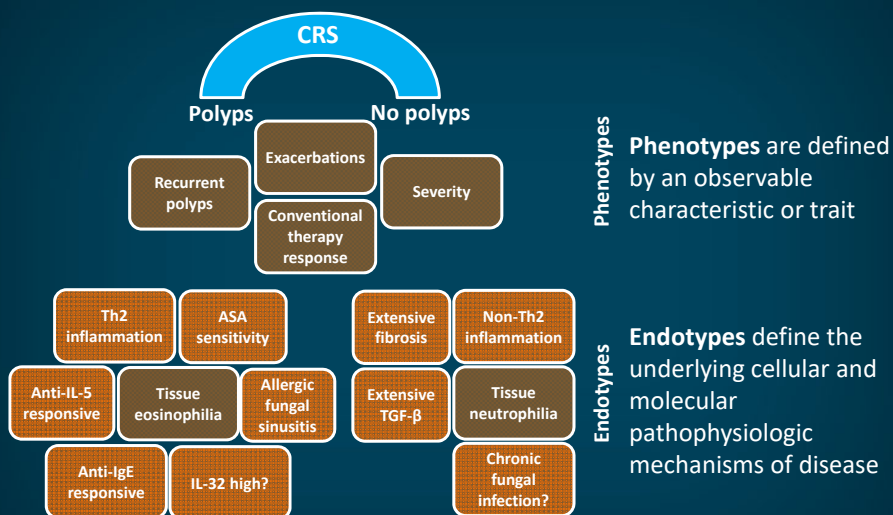 CRS
Polyps
No polyps
Exacerbations
Recurrent
polyps
Severity
Conventional
therapy
response
Phenotypes
Phenotypes are defined
by an observable
characteristic or trait
Th2
inflammation
ASA
sensitivity
Extensive
fibrosis
Non-Th2
inflammation
Anti-IL-5
responsive
Tissue
eosinophilia
Allergic
fungal
sinusitis
Extensive
TGF-β
Tissue
neutrophilia
Anti-IgE
responsive
IL-32 high?
Chronic
fungal
infection?
Endotypes
Endotypes define the
underlying cellular and
molecular
pathophysiologic
mechanisms of disease